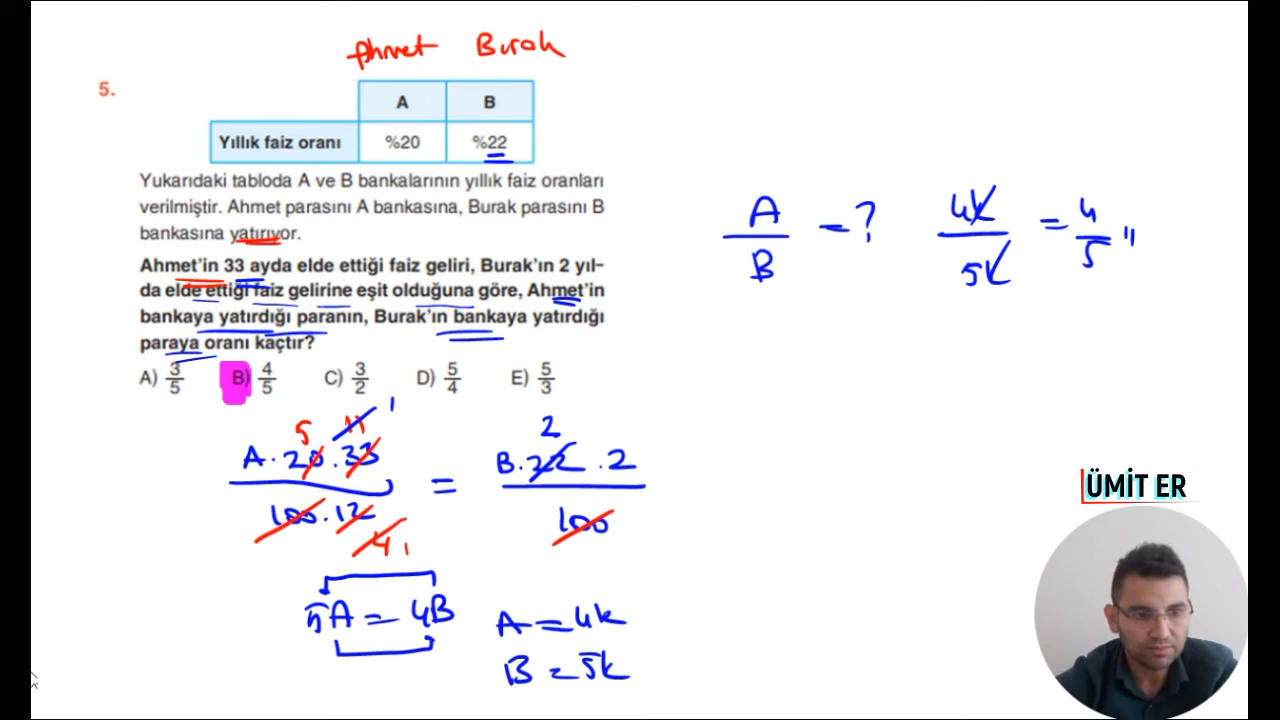 Ahmet Burak
5.
A B
Yıllık faiz oranı %20 %22
Yukarıdaki tabloda A ve B bankalarının yıllık faiz oranları
verilmiştir. Ahmet parasını A bankasına, Burak parasını B
bankasına yatırıyor.
Ahmet'in 33 ayda elde ettiği faiz geliri, Burak'ın 2 yıl-
da elde ettiği faiz gelirine eşit olduğuna göre, Ahmet'in
bankaya yatırdığı paranın, Burak'ın bankaya yatırdığı
paraya oranı kaçtır?
A) 3/5 B) 4/5 C) 3/2 D) 5/4 E) 5/3
A/B = ? 4k/5k = 4/5 "
5 11 1 2
A.20.33 = B.22.2
100.12 100
4 1
5A = 4B
A = 4k
B = 5k
ÜMİT ER